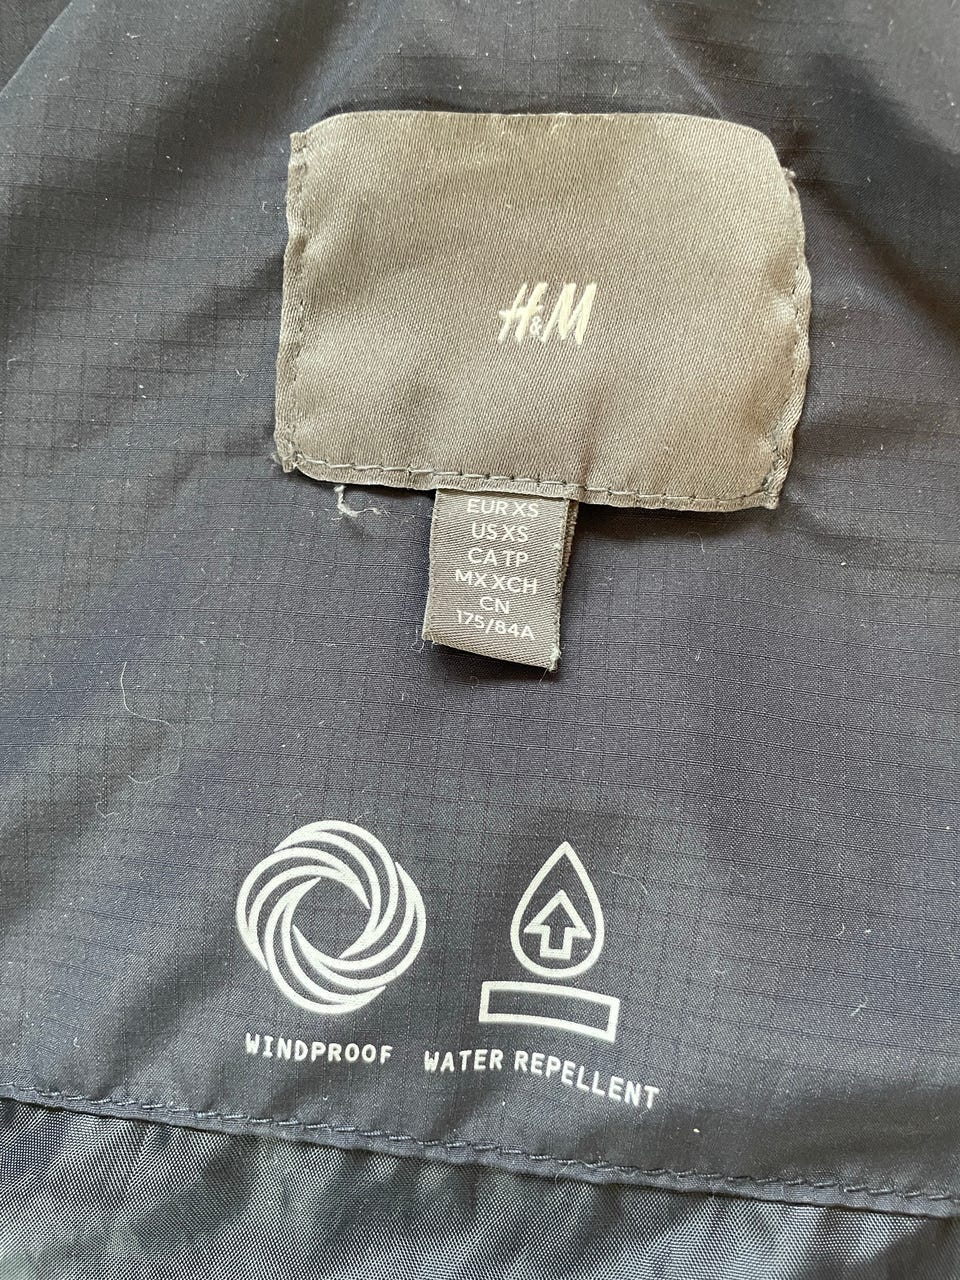 H&M
EUR XS
US XS
CA TP
MX XCH
CN
175/84A
WINDPROOF
WATER REPELLENT